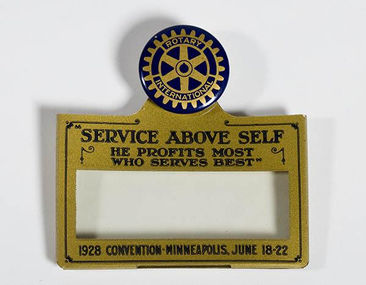 ROTARY
INTERNATIONAL
"SERVICE ABOVE SELF
HE PROFITS MOST
WHO SERVES BEST"
1928 CONVENTION-MINNEAPOLIS, JUNE 18-22